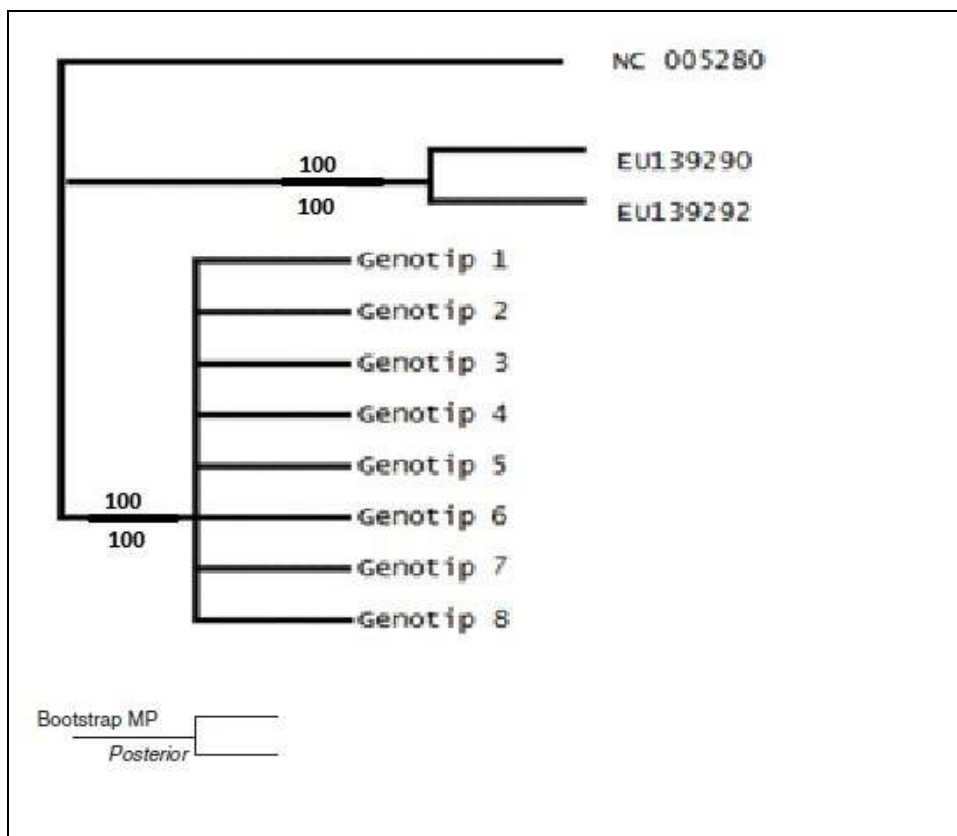 NC 005280
100
100
EU139290
EU139292
Genotip 1
Genotip 2
Genotip 3
Genotip 4
Genotip 5
100
Genotip 6
100
Genotip 7
Genotip 8
Bootstrap MP
Posterior